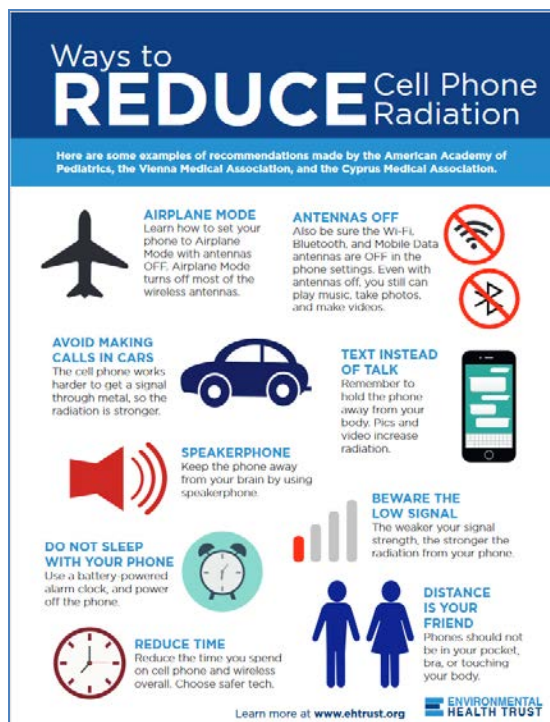 Ways to
REDUCE
Cell Phone
Radiation
Here are some examples of recommendations made by the American Academy of
Pediatrics, the Vienna Medical Association, and the Cyprus Medical Association.
AIRPLANE MODE
Learn how to set your
phone to Airplane
Mode with antennas
OFF. Airplane Mode
turns off most of the
wireless antennas.
ANTENNAS OFF
Also be sure the Wi-Fi,
Bluetooth, and Mobile Data
antennas are OFF in the
phone settings. Even with
antennas off, you still can
play music, take photos,
and make videos.
AVOID MAKING
CALLS IN CARS
The cell phone works
harder to get a signal
through metal, so the
radiation is stronger.
TEXT INSTEAD
OF TALK
Remember to
hold the phone
away from your
body. Pics and
video increase
radiation.
SPEAKERPHONE
Keep the phone away
from your brain by using
speakerphone.
BEWARE THE
LOW SIGNAL
The weaker your signal
strength, the stronger the
radiation from your phone.
DO NOT SLEEP
WITH YOUR PHONE
Use a battery-powered
alarm clock, and power
off the phone.
DISTANCE
IS YOUR
FRIEND
Phones should not
be in your pocket,
bra, or touching
your body.
REDUCE TIME
Reduce the time you spend
on cell phone and wireless
overall. Choose safer tech.
Learn more at www.ehtrust.org
ENVIRONMENTAL
HEALTH TRUST